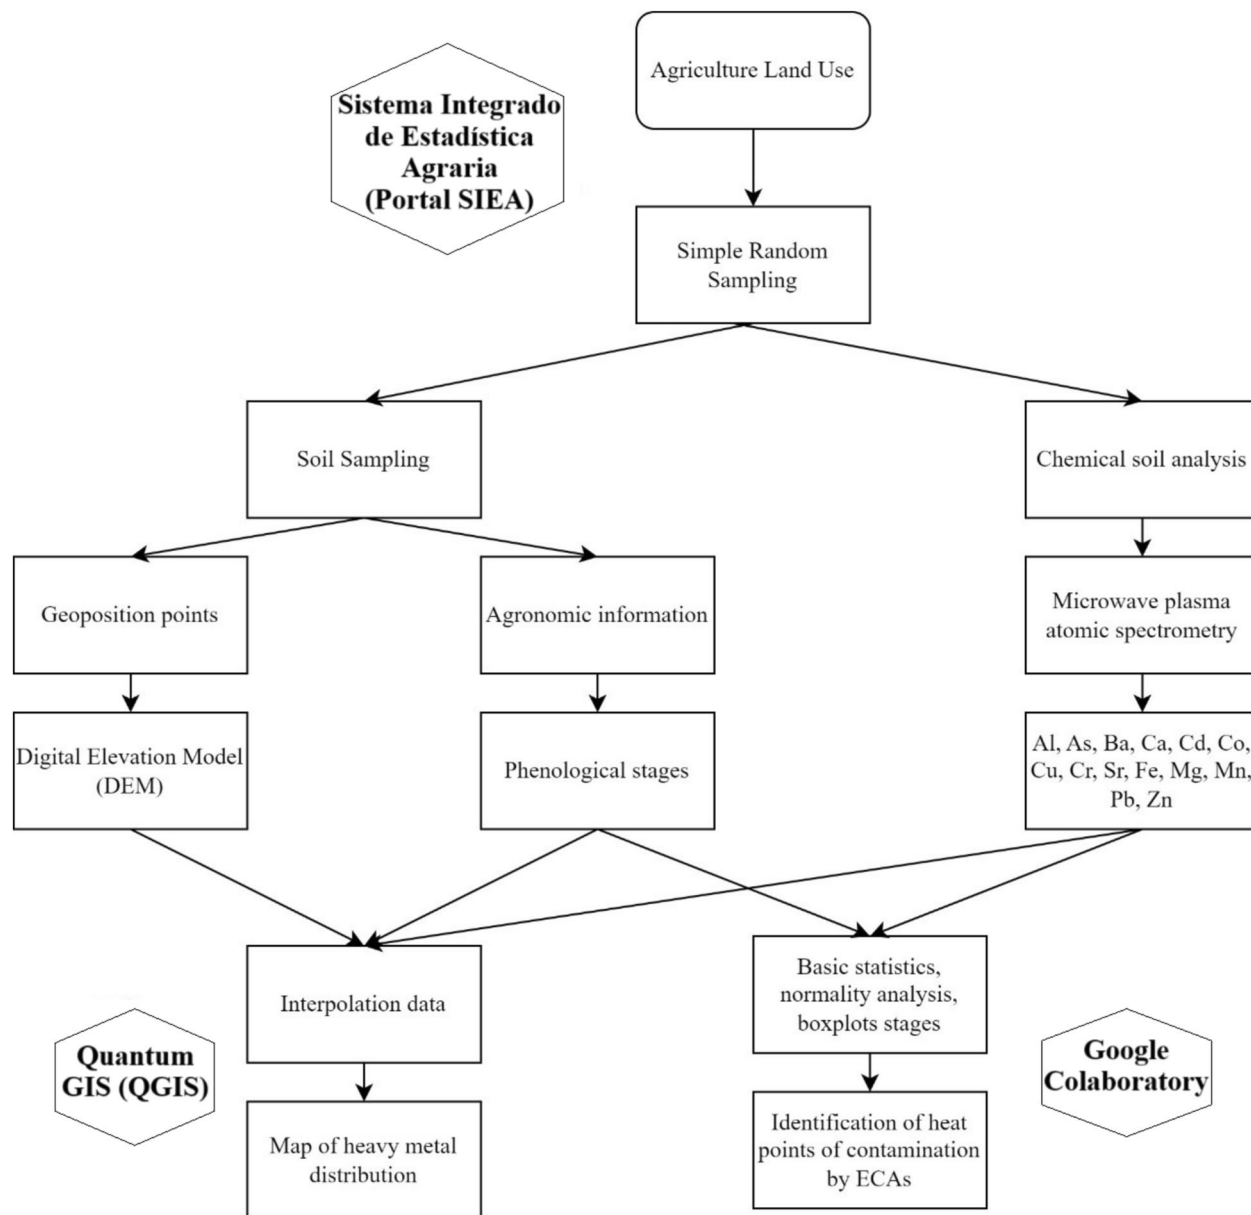 Agriculture Land Use
Sistema Integrado
de Estadística
Agraria
(Portal SIEA)
Simple Random
Sampling
Soil Sampling
Chemical soil analysis
Geoposition points
Agronomic information
Microwave plasma
atomic spectrometry
Digital Elevation Model
(DEM)
Phenological stages
Al, As, Ba, Ca, Cd, Co,
Cu, Cr, Sr, Fe, Mg, Mn,
Pb, Zn
Interpolation data
Basic statistics,
normality analysis,
boxplots stages
Quantum
GIS (QGIS)
Google
Colaboratory
Map of heavy metal
distribution
Identification of heat
points of contamination
by ECAs